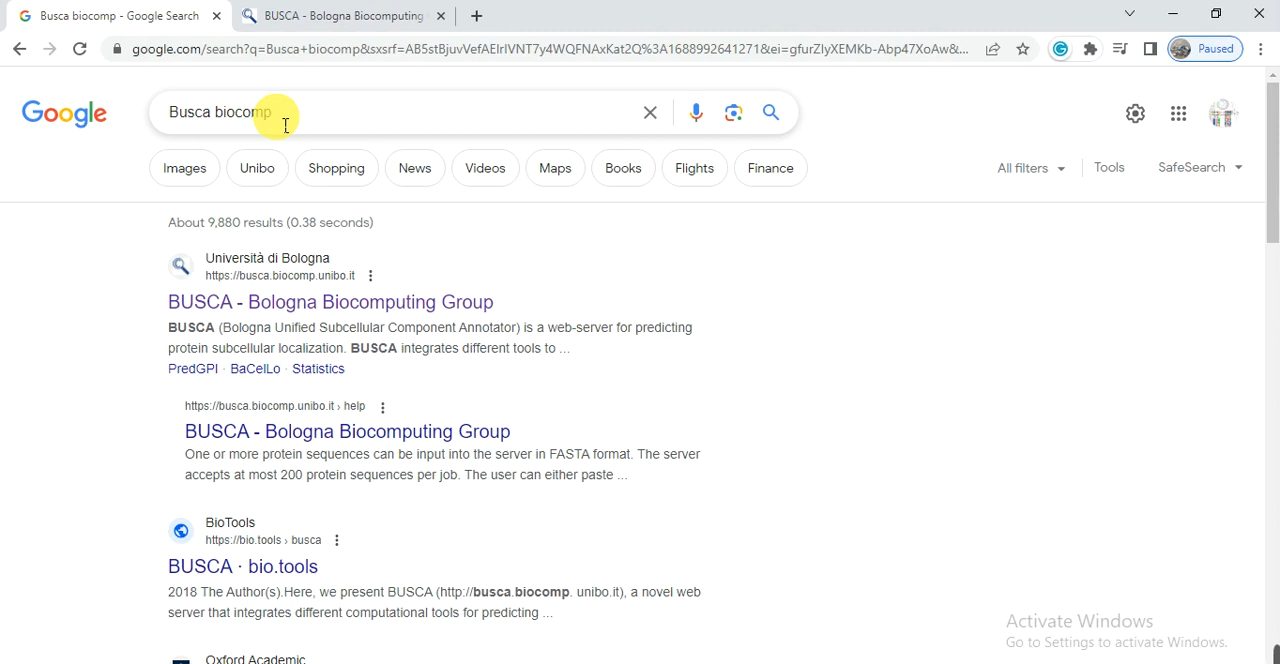 Busca biocomp - Google Search
BUSCA - Bologna Biocomputing
google.com/search?q=Busca+biocomp&sxsrf=AB5stBjuvVefAElrIVNT7y4WQFNAxKat2Q%3A1688992641271&ei=gfurZIyXEMKb-Abp47XoAw&...
Paused
Google
Busca biocomp
Images
Unibo
Shopping
News
Videos
Maps
Books
Flights
Finance
All filters
Tools
SafeSearch
About 9,880 results (0.38 seconds)
Università di Bologna
https://busca.biocomp.unibo.it
BUSCA - Bologna Biocomputing Group
BUSCA (Bologna Unified Subcellular Component Annotator) is a web-server for predicting
protein subcellular localization. BUSCA integrates different tools to ...
PredGPI · BaCelLo · Statistics
https://busca.biocomp.unibo.it › help
BUSCA - Bologna Biocomputing Group
One or more protein sequences can be input into the server in FASTA format. The server
accepts at most 200 protein sequences per job. The user can either paste ...
BioTools
https://bio.tools › busca
BUSCA · bio.tools
2018 The Author(s).Here, we present BUSCA (http://busca.biocomp. unibo.it), a novel web
server that integrates different computational tools for predicting ...
Oxford Academic
Activate Windows
Go to Settings to activate Windows.